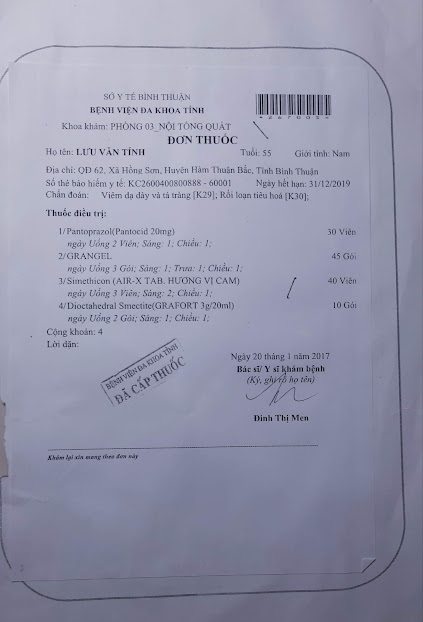 SỞ Y TẾ BÌNH THUẬN
BỆNH VIỆN ĐA KHOA TỈNH
*267005*
Khoa khám: PHÒNG 03_NỘI TỔNG QUÁT
ĐƠN THUỐC
Họ tên: LƯU VĂN TÍNH Tuổi: 55 Giới tính: Nam
Địa chỉ: QĐ 62, Xã Hồng Sơn, Huyện Hàm Thuận Bắc, Tỉnh Bình Thuận
Số thẻ bảo hiểm y tế: KC2600400800888 - 60001 Ngày hết hạn: 31/12/2019
Chẩn đoán: Viêm dạ dày và tá tràng [K29]; Rối loạn tiêu hoá [K30];
Thuốc điều trị:
1/ Pantoprazol(Pantocid 20mg) 30 Viên
ngày Uống 2 Viên; Sáng: 1; Chiều: 1;
2/ GRANGEL 45 Gói
ngày Uống 3 Gói; Sáng: 1; Trưa: 1; Chiều: 1;
3/ Simethicon (AIR-X TAB. HƯƠNG VỊ CAM) 40 Viên
ngày Uống 3 Viên; Sáng: 2; Chiều: 1;
4/ Dioctahedral Smectite(GRAFORT 3g/20ml) 10 Gói
ngày Uống 2 Gói; Sáng: 1; Chiều: 1;
Cộng khoản: 4
Lời dặn:
Ngày 20 tháng 1 năm 2017
Bác sĩ/ Y sĩ khám bệnh
(Ký, ghi rõ họ tên)
BỆNH VIỆN ĐA KHOA TỈNH
ĐÃ CẤP THUỐC
Đinh Thị Men
Khám lại xin mang theo đơn này